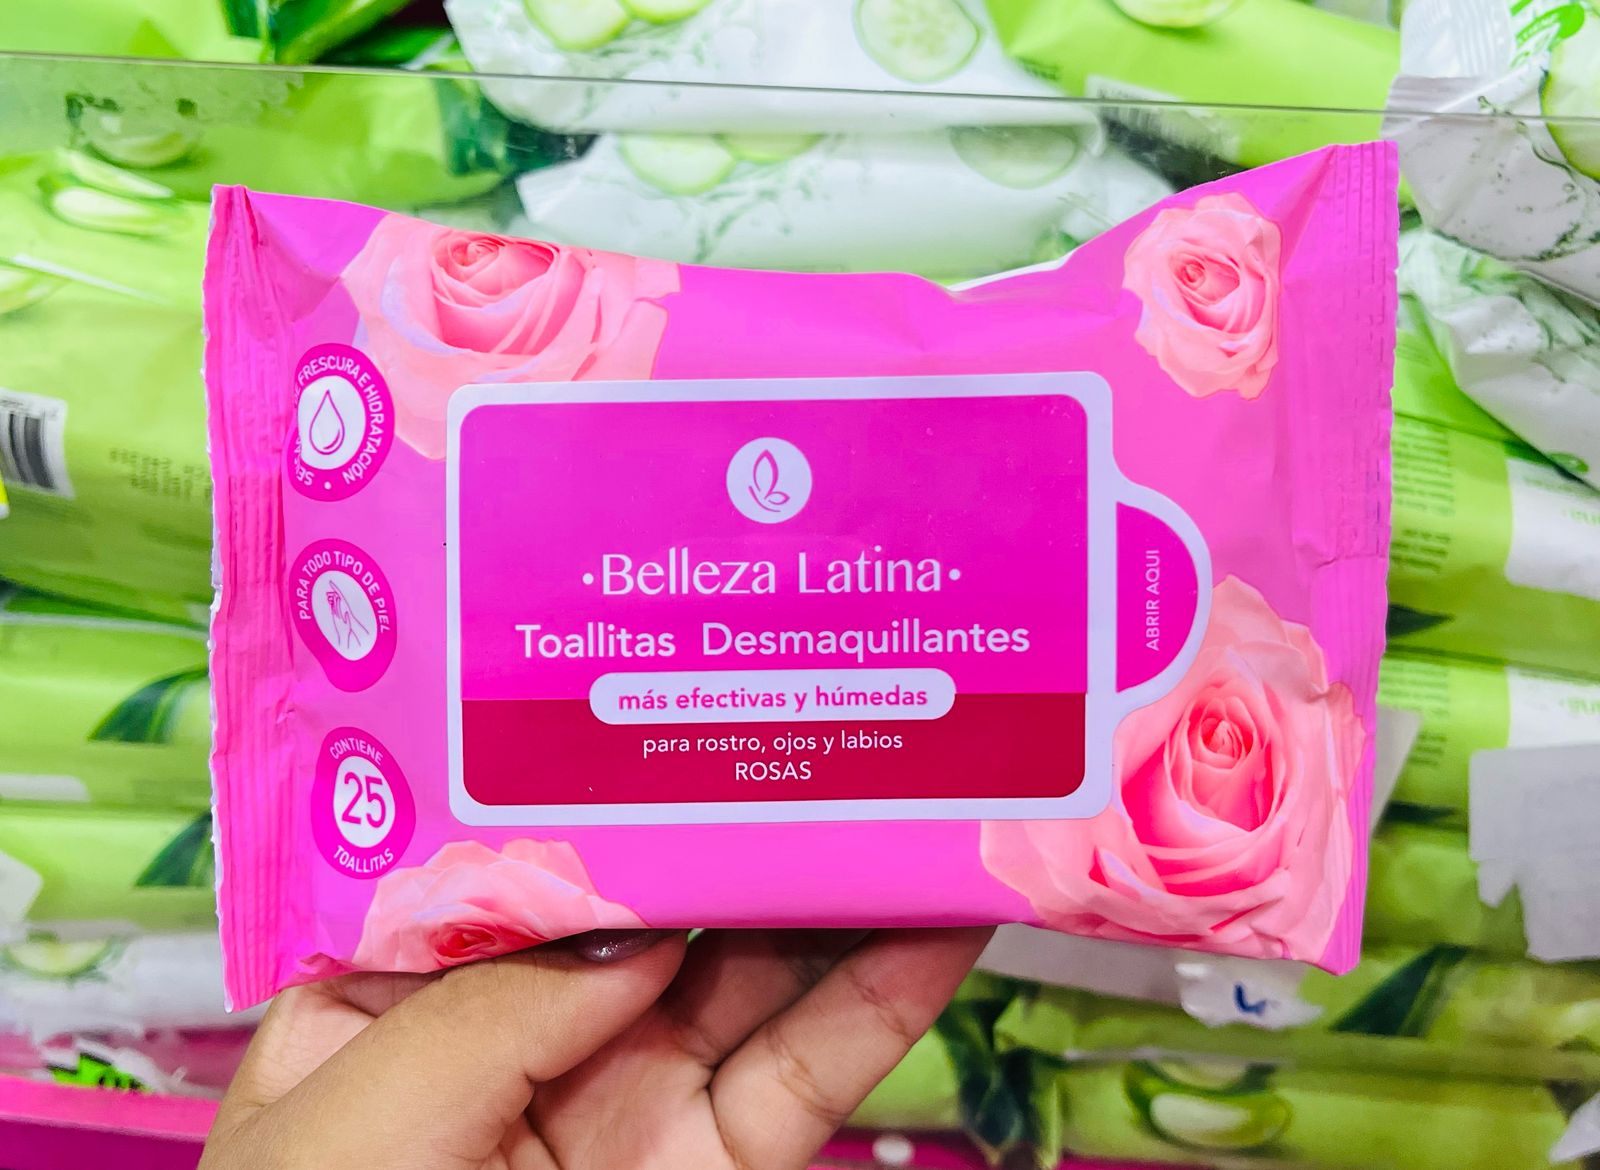 FRESCURA E HIDRATACIÓN
PARA TODO TIPO DE PIEL
CONTIENE
25
TOALLITAS
•Belleza Latina•
Toallitas Desmaquillantes
más efectivas y húmedas
para rostro, ojos y labios
ROSAS
ABRIR AQUI